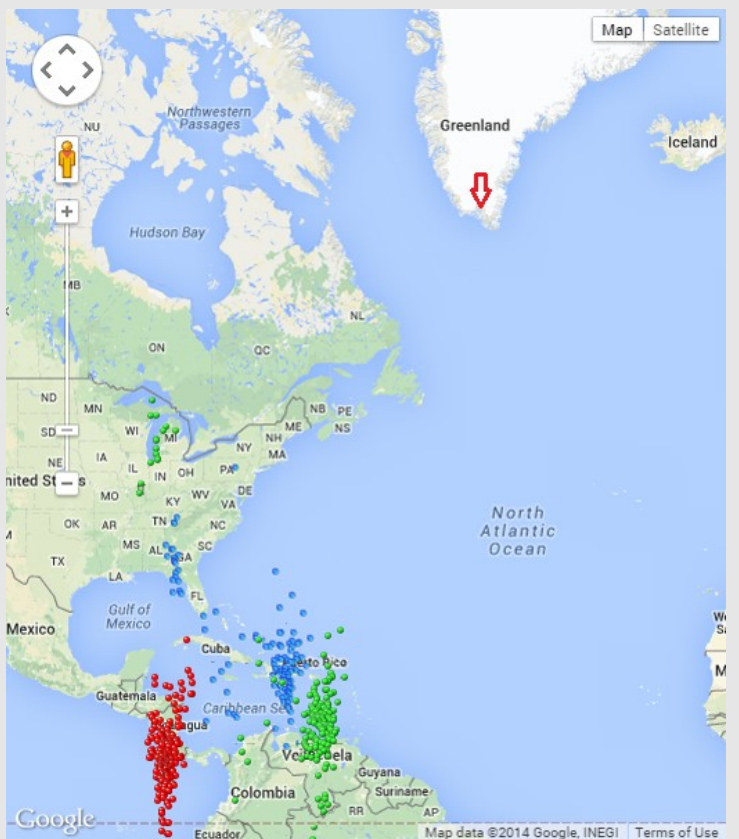 Map Satellite
Greenland
Iceland
NU
Northwestern
Passages
Hudson Bay
MB
NL
ON
QC
ND
MN
NB
PE
SD
WI
MI
ME
NS
NH
NE
IA
NY
MA
IL
IN
OH
PA
nited States
MO
WV
DE
KY
VA
OK
AR
TN
NC
MS
AL
GA
SC
TX
LA
FL
North
Atlantic
Ocean
Gulf of
Mexico
Mexico
Cuba
Puerto Rico
Guatemala
Caribbean Se
M
Guyana
Colombia
Suriname
RR
AP
Ecuador
Google
Map data ©2014 Google, INEGI Terms of Use